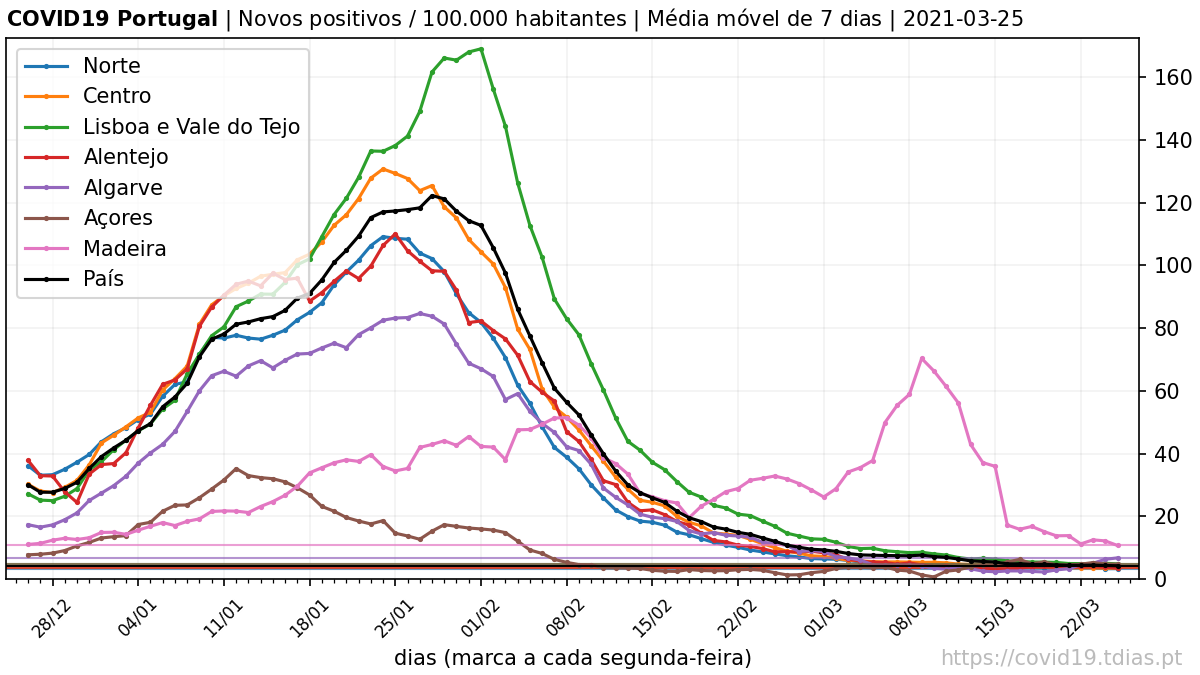 COVID19 Portugal | Novos positivos / 100.000 habitantes | Média móvel de 7 dias | 2021-03-25
Norte
Centro
Lisboa e Vale do Tejo
Alentejo
Algarve
Açores
Madeira
País
160
140
120
100
80
60
40
20
0
28/12
04/01
11/01
18/01
25/01
01/02
08/02
15/02
22/02
01/03
08/03
15/03
22/03
dias (marca a cada segunda-feira)
https://covid19.tdias.pt